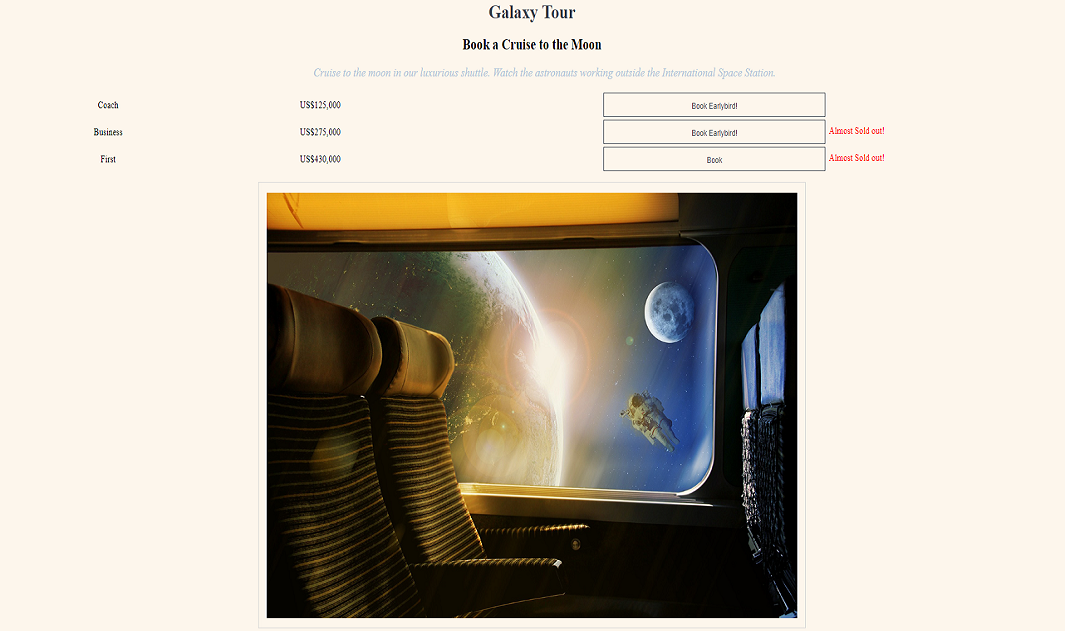 Galaxy Tour
Book a Cruise to the Moon
Cruise to the moon in our luxurious shuttle. Watch the astronauts working outside the International Space Station.
Coach US$125,000 Book Earlybird!
Business US$275,000 Book Earlybird! Almost Sold out!
First US$430,000 Book Almost Sold out!